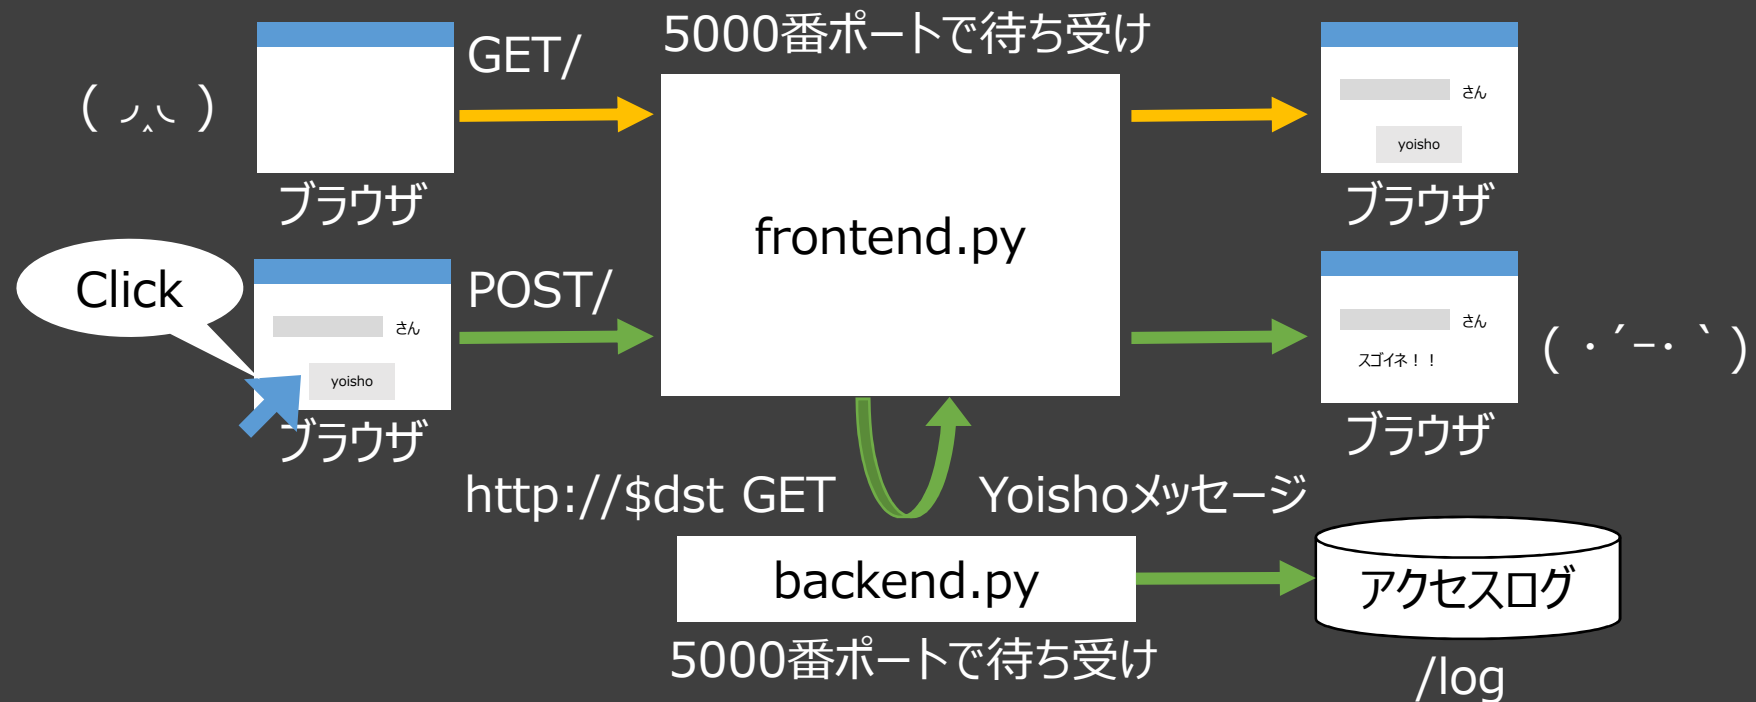 5000番ポートで待ち受け
GET/
( ◞‸◟ )
さん
yoisho
ブラウザ
ブラウザ
frontend.py
Click
POST/
さん
yoisho
さん
スゴイネ！！
( ・´ｰ・｀)
ブラウザ
ブラウザ
http://$dst GET
Yoishoメッセージ
backend.py
アクセスログ
5000番ポートで待ち受け
/log